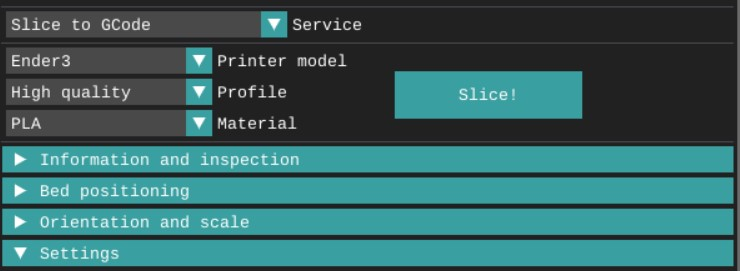 Slice to GCode Service
Ender3 Printer model
High quality Profile
Slice!
PLA Material
Information and inspection
Bed positioning
Orientation and scale
Settings